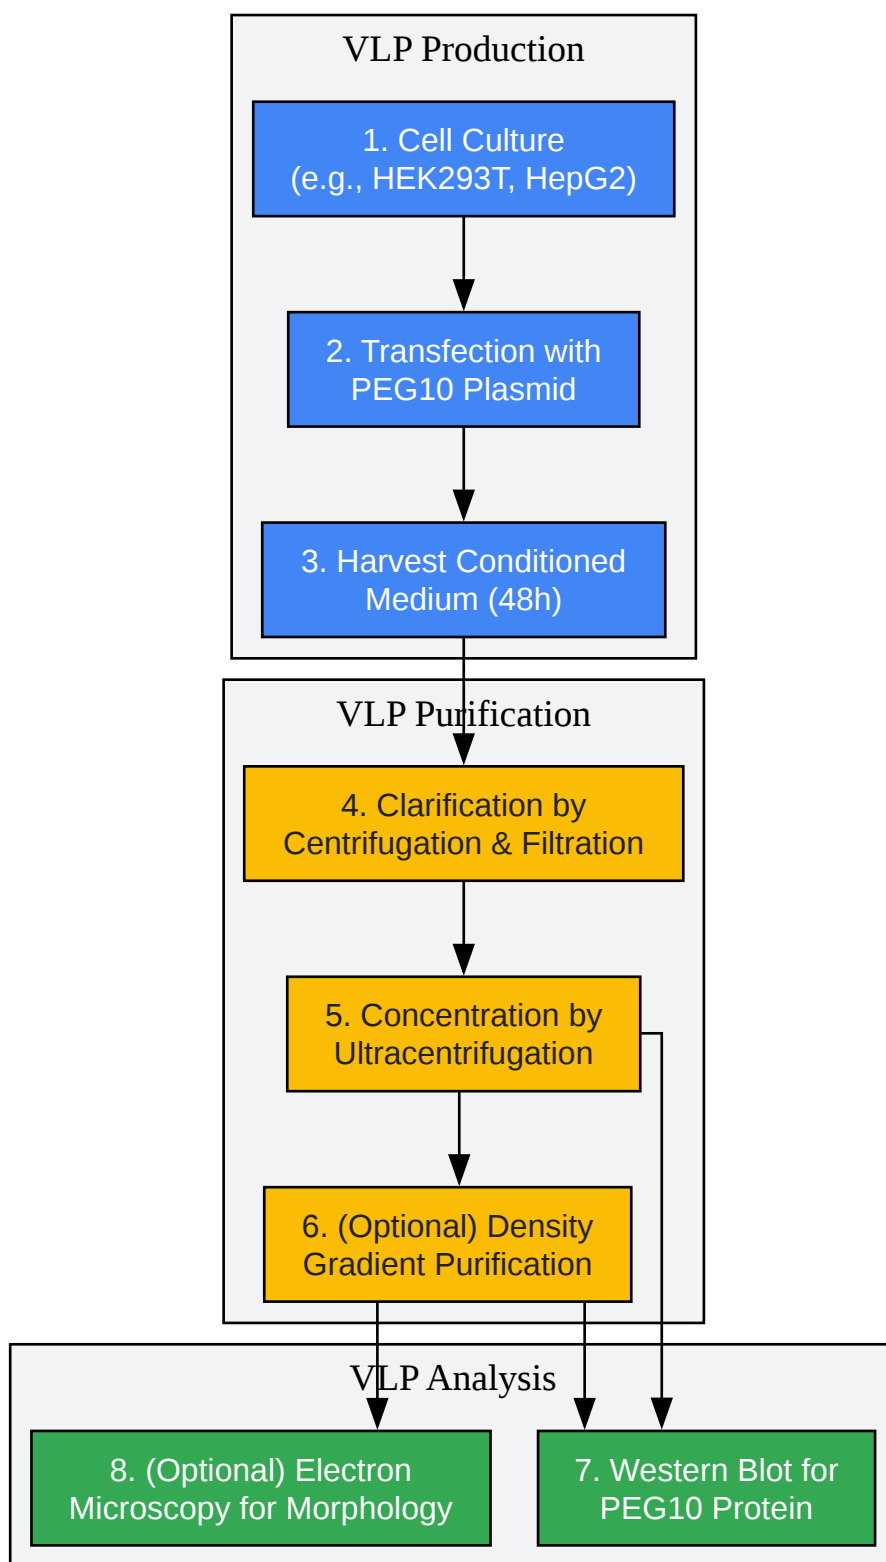 VLP Production
1. Cell Culture
(e.g., HEK293T, HepG2)
2. Transfection with
PEG10 Plasmid
3. Harvest Conditioned
Medium (48h)
VLP Purification
4. Clarification by
Centrifugation & Filtration
5. Concentration by
Ultracentrifugation
6. (Optional) Density
Gradient Purification
VLP Analysis
8. (Optional) Electron
Microscopy for Morphology
7. Western Blot for
PEG10 Protein